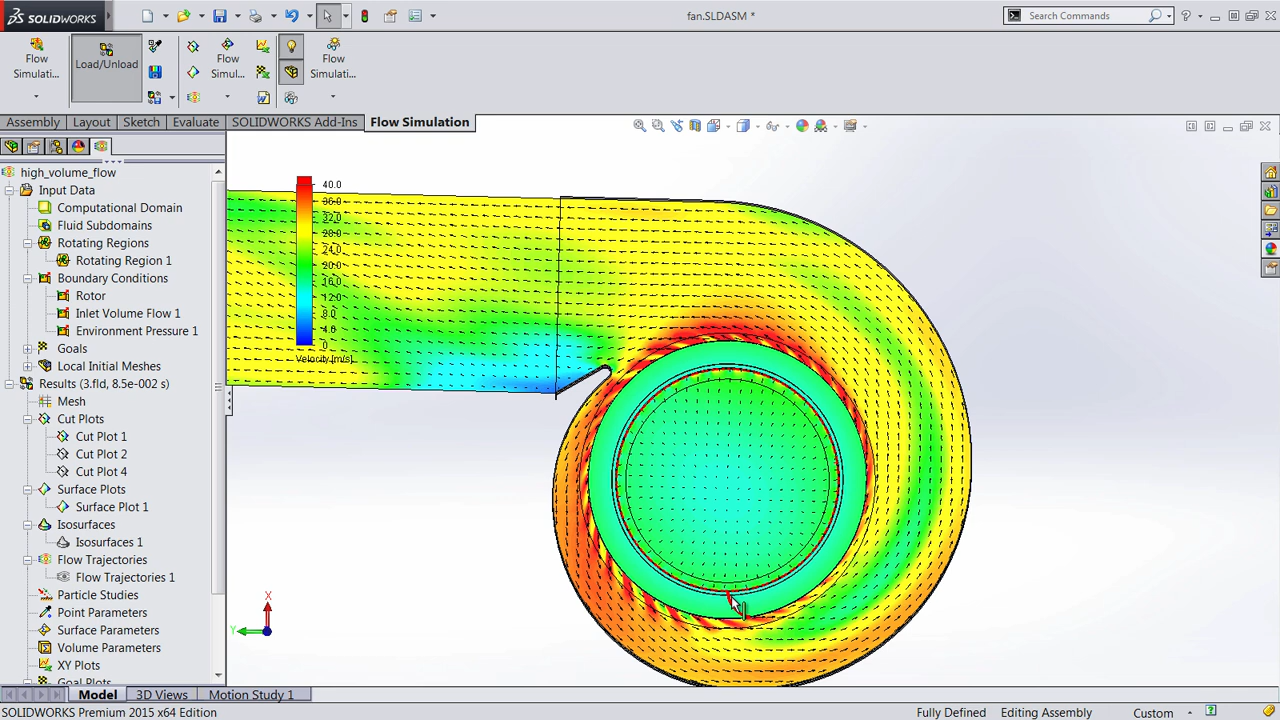 SOLIDWORKS
fan.SLDASM *
Search Commands
Flow
Simulati...
Load/Unload
Flow
Simul...
Flow
Simulati...
Assembly
Layout
Sketch
Evaluate
SOLIDWORKS Add-Ins
Flow Simulation
high_volume_flow
Input Data
Computational Domain
Fluid Subdomains
Rotating Regions
Rotating Region 1
Boundary Conditions
Rotor
Inlet Volume Flow 1
Environment Pressure 1
Goals
Local Initial Meshes
Results (3.fld, 8.5e-002 s)
Mesh
Cut Plots
Cut Plot 1
Cut Plot 2
Cut Plot 4
Surface Plots
Surface Plot 1
Isosurfaces
Isosurfaces 1
Flow Trajectories
Flow Trajectories 1
Particle Studies
Point Parameters
Surface Parameters
Volume Parameters
XY Plots
Goal Plots
40.0
36.0
32.0
28.0
24.0
20.0
16.0
12.0
8.0
4.0
0
Velocity [m/s]
X
Y
Model
3D Views
Motion Study 1
SOLIDWORKS Premium 2015 x64 Edition
Fully Defined
Editing Assembly
Custom